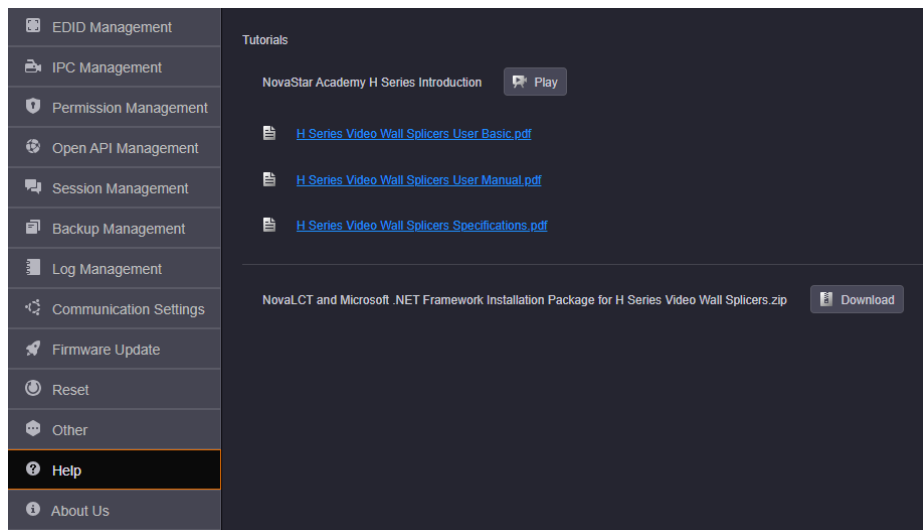 EDID Management
IPC Management
Permission Management
Open API Management
Session Management
Backup Management
Log Management
Communication Settings
Firmware Update
Reset
Other
Help
About Us
Tutorials
NovaStar Academy H Series Introduction Play
H Series Video Wall Splicers User Basic.pdf
H Series Video Wall Splicers User Manual.pdf
H Series Video Wall Splicers Specifications.pdf
NovaLCT and Microsoft .NET Framework Installation Package for H Series Video Wall Splicers.zip Download